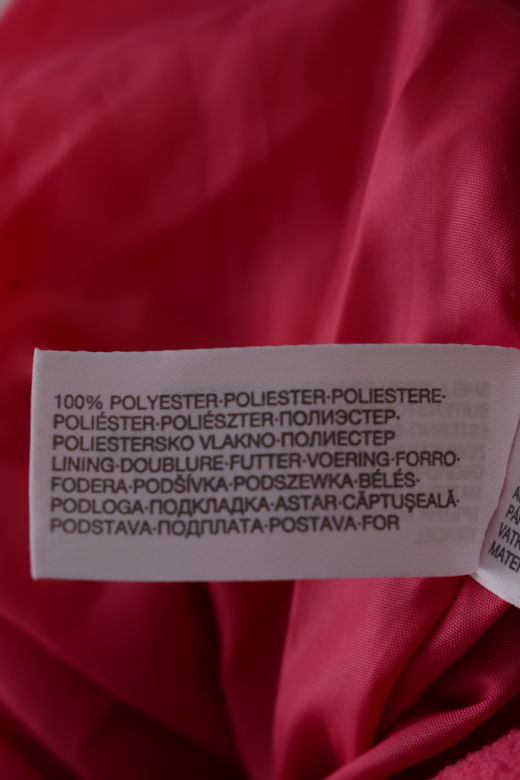 100% POLYESTER·POLIESTER·POLIESTERE·
POLIÉSTER·POLIÉSZTER·ПОЛИЭСТЕР·
POLIESTERSKO VLAKNO·ПОЛИЕСТЕР
LINING·DOUBLURE·FUTTER·VOERING·FORRO·
FODERA·PODŠÍVKA·PODSZEWKA·BÉLÉS·
PODLOGA·ПОДКЛАДКА·ASTAR·CĂPTUŞEALĂ·
PODSTAVA·ПОДПЛАТА·POSTAVA·FOR